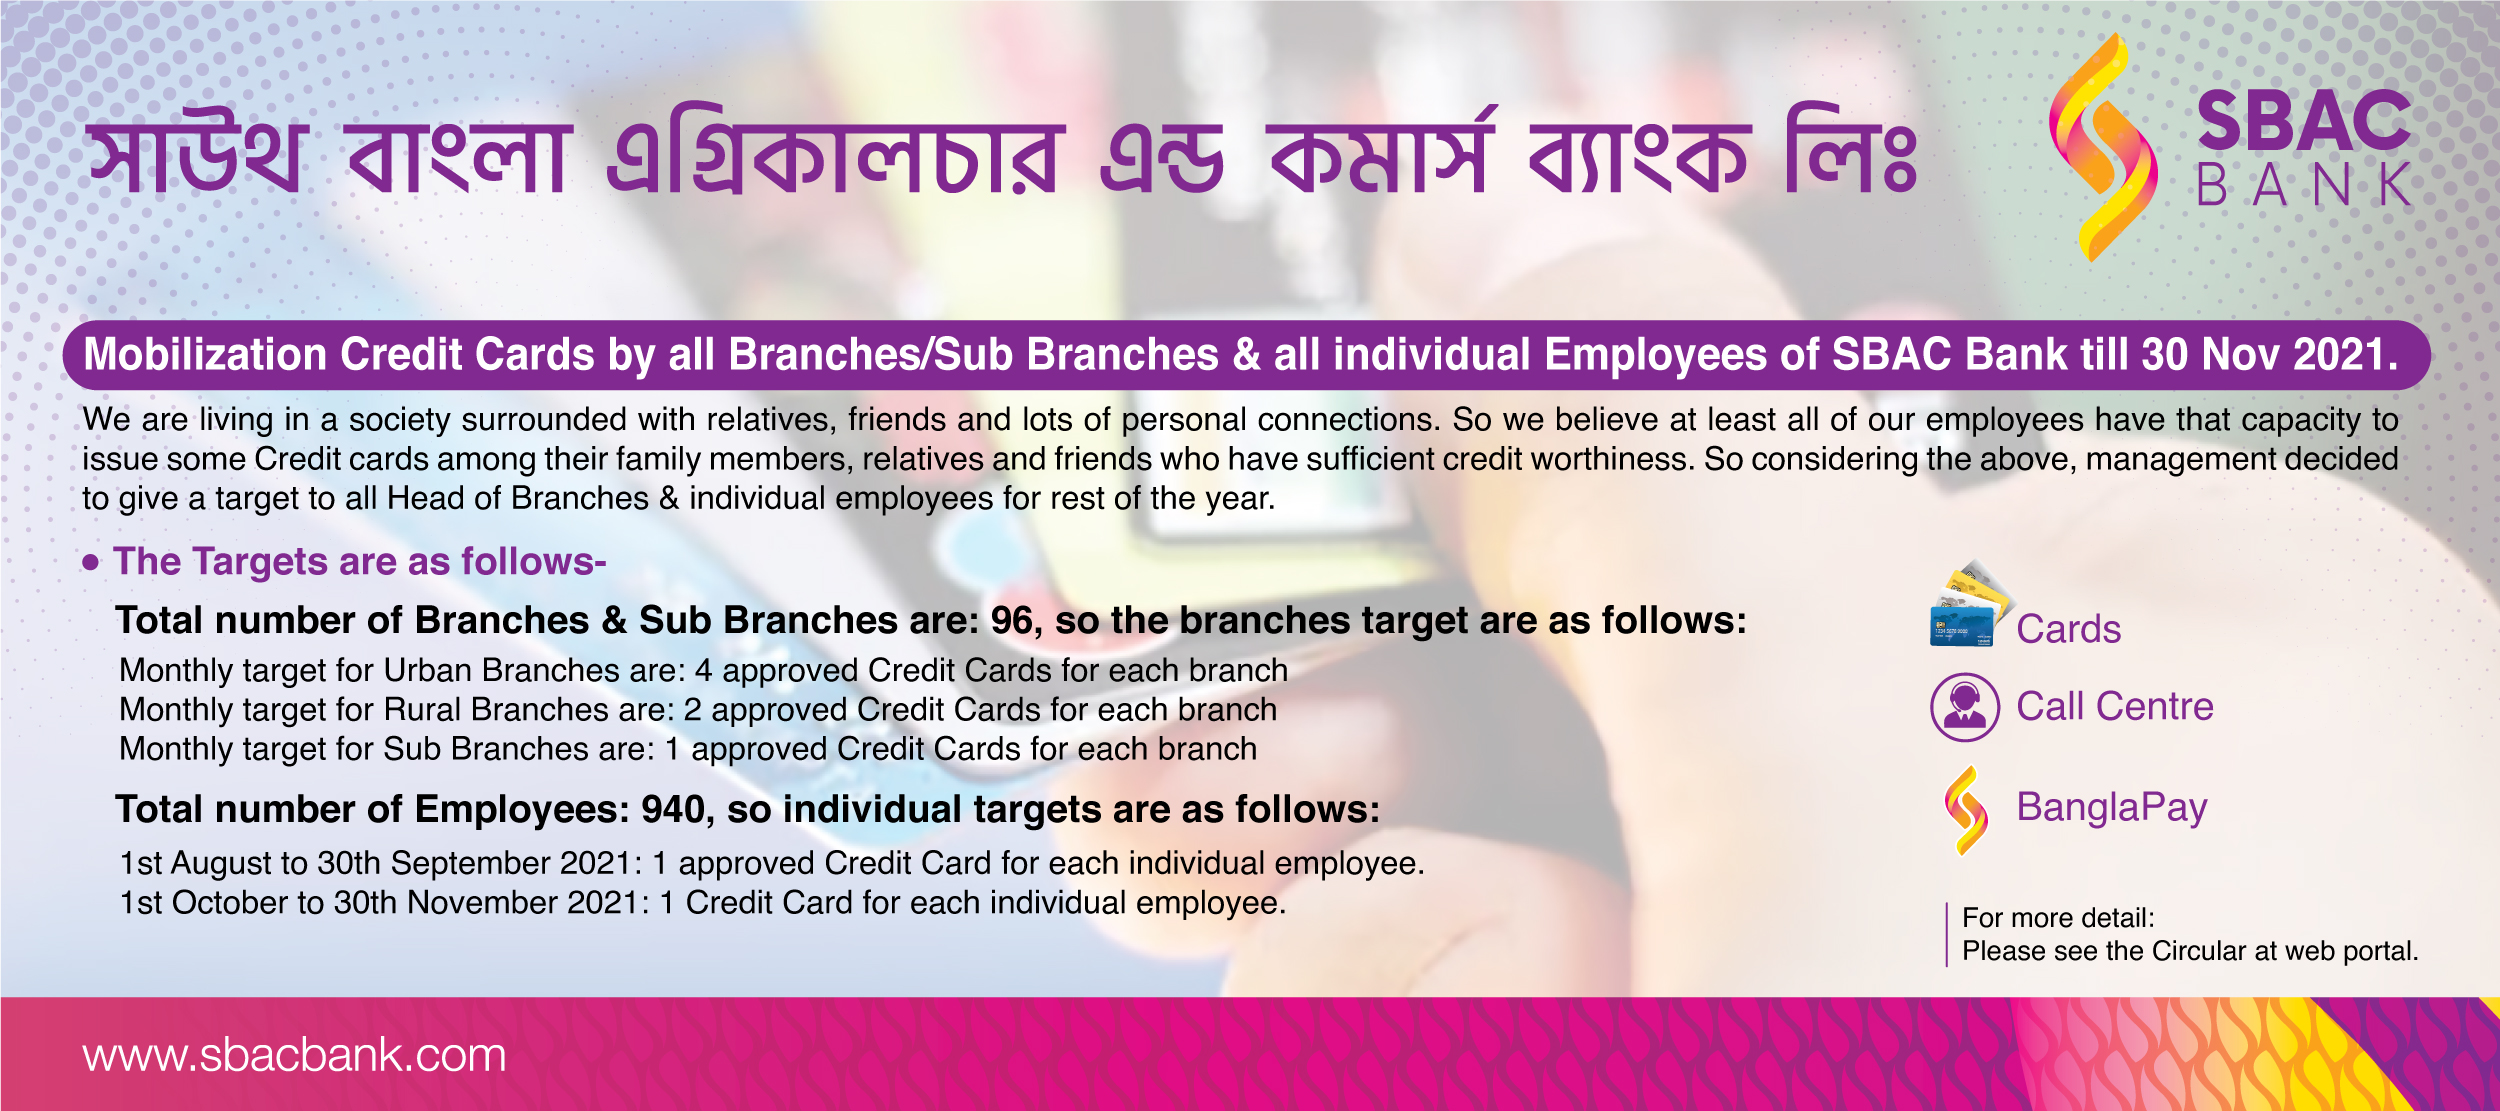 সাউথ বাংলা এগ্রিকালচার এন্ড কমার্স ব্যাংক লিঃ
SBAC
BANK
Mobilization Credit Cards by all Branches/Sub Branches & all individual Employees of SBAC Bank till 30 Nov 2021.
We are living in a society surrounded with relatives, friends and lots of personal connections. So we believe at least all of our employees have that capacity to
issue some Credit cards among their family members, relatives and friends who have sufficient credit worthiness. So considering the above, management decided
to give a target to all Head of Branches & individual employees for rest of the year.
• The Targets are as follows-
Total number of Branches & Sub Branches are: 96, so the branches target are as follows:
Monthly target for Urban Branches are: 4 approved Credit Cards for each branch
Monthly target for Rural Branches are: 2 approved Credit Cards for each branch
Monthly target for Sub Branches are: 1 approved Credit Cards for each branch
Total number of Employees: 940, so individual targets are as follows:
1st August to 30th September 2021: 1 approved Credit Card for each individual employee.
1st October to 30th November 2021: 1 Credit Card for each individual employee.
Cards
Call Centre
BanglaPay
For more detail:
Please see the Circular at web portal.
www.sbacbank.com